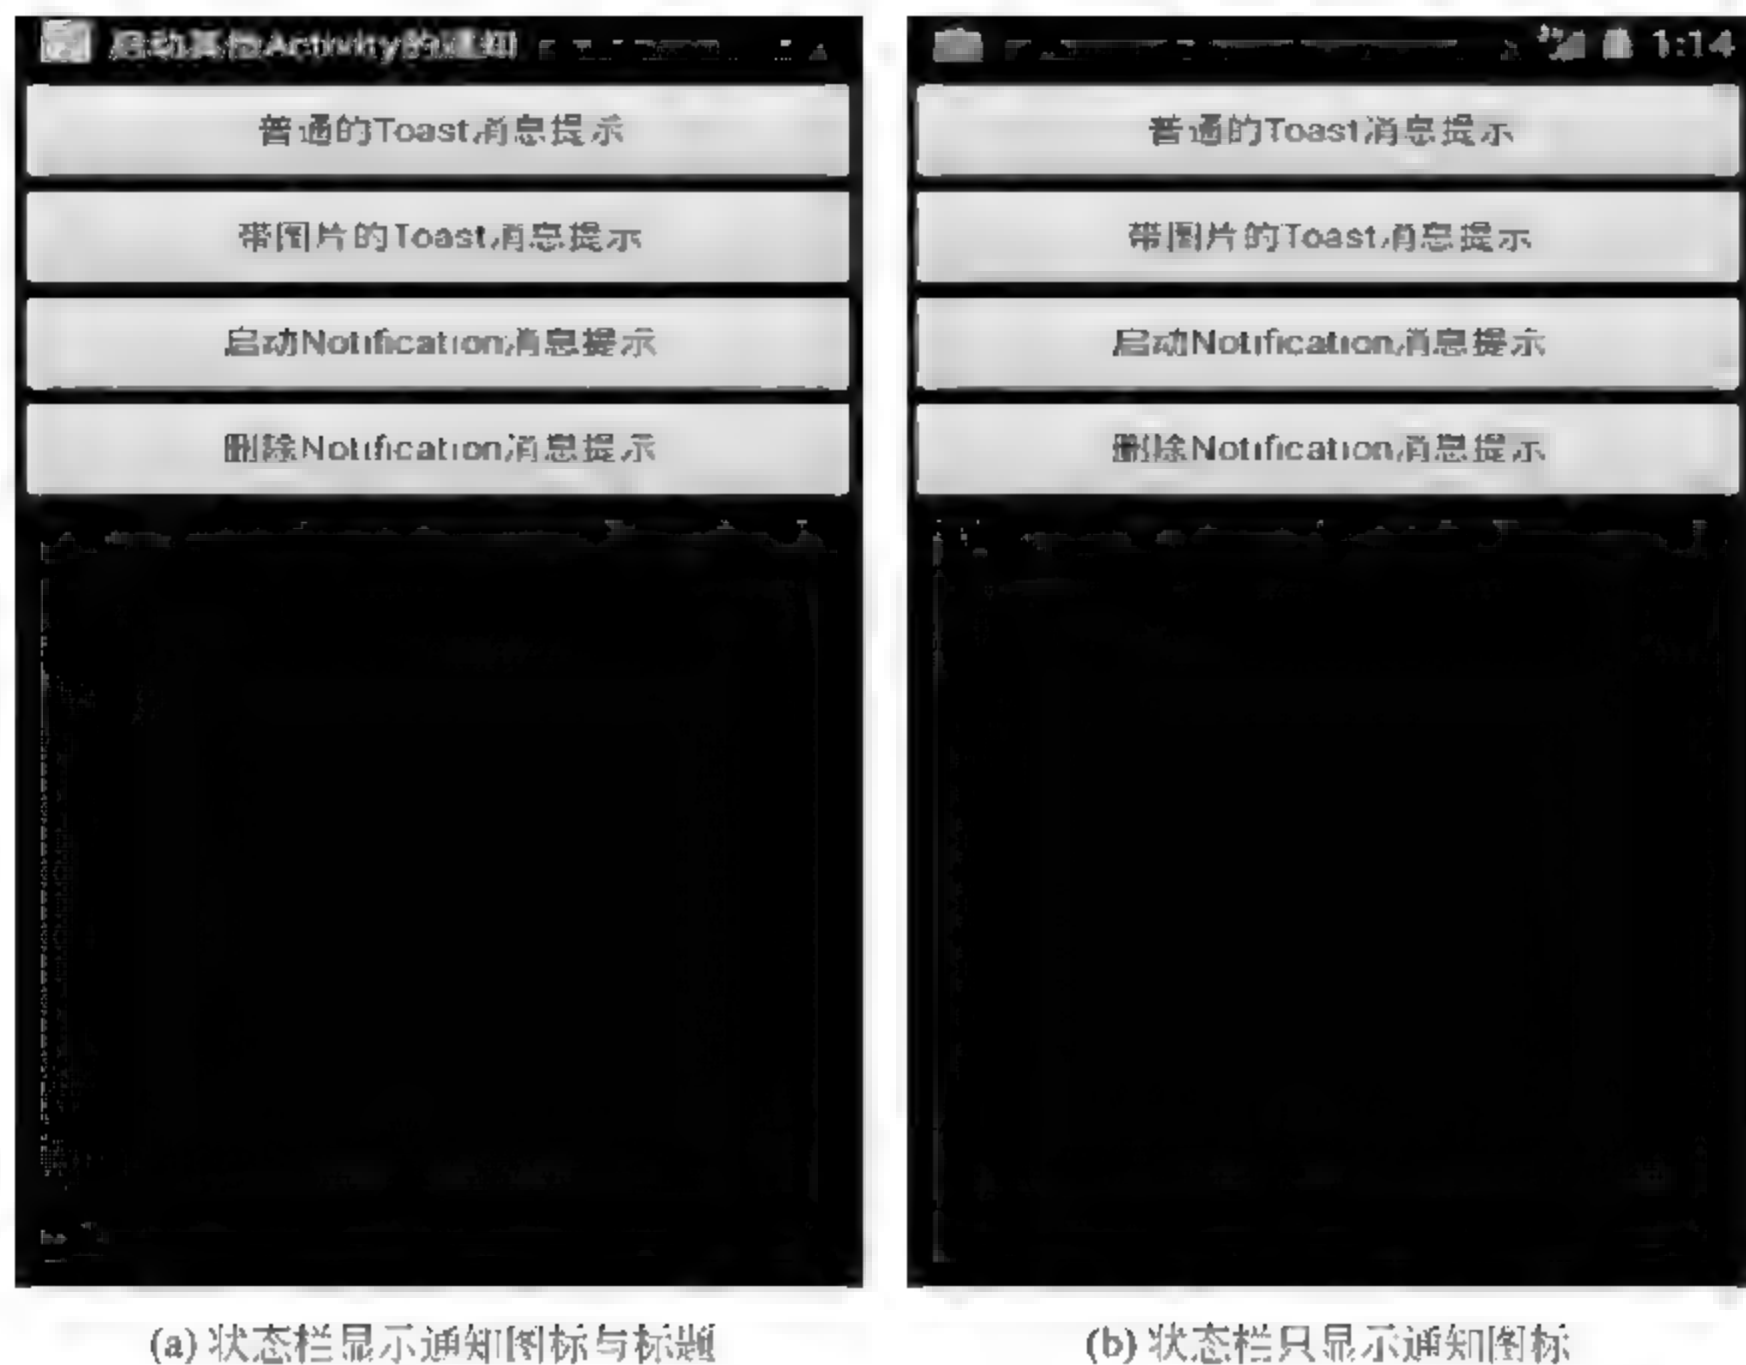 启动其他Activity的通知
普通的Toast消息提示
带图片的Toast消息提示
启动Notification消息提示
删除Notification消息提示
(a) 状态栏显示通知图标与标题
1:14
普通的Toast消息提示
带图片的Toast消息提示
启动Notification消息提示
删除Notification消息提示
(b) 状态栏只显示通知图标